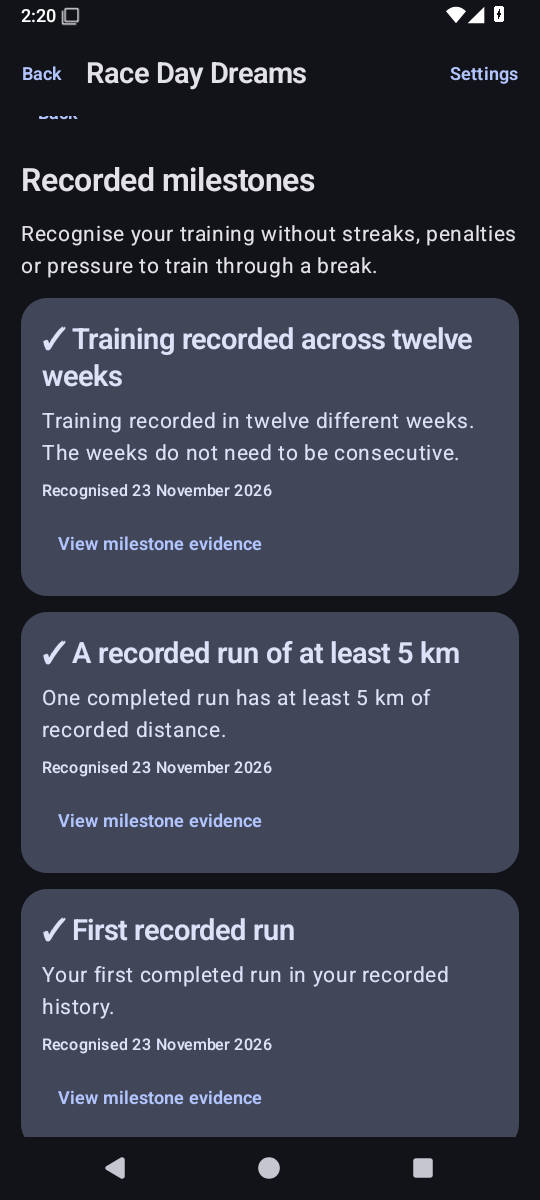 2:20
Back Race Day Dreams Settings
Back
Recorded milestones
Recognise your training without streaks, penalties
or pressure to train through a break.
✓ Training recorded across twelve
weeks
Training recorded in twelve different weeks.
The weeks do not need to be consecutive.
Recognised 23 November 2026
View milestone evidence
✓ A recorded run of at least 5 km
One completed run has at least 5 km of
recorded distance.
Recognised 23 November 2026
View milestone evidence
✓ First recorded run
Your first completed run in your recorded
history.
Recognised 23 November 2026
View milestone evidence